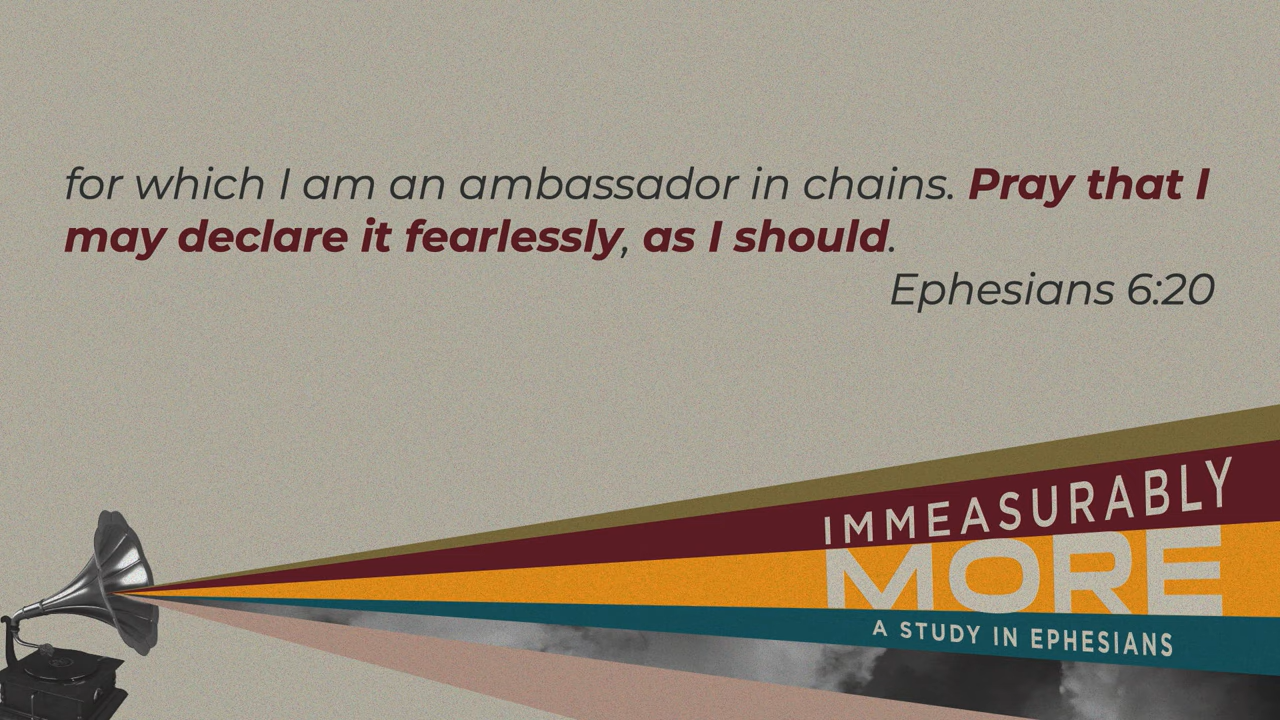 for which I am an ambassador in chains. Pray that I
may declare it fearlessly, as I should.
Ephesians 6:20
IMMEASURABLY
MORE
A STUDY IN EPHESIANS